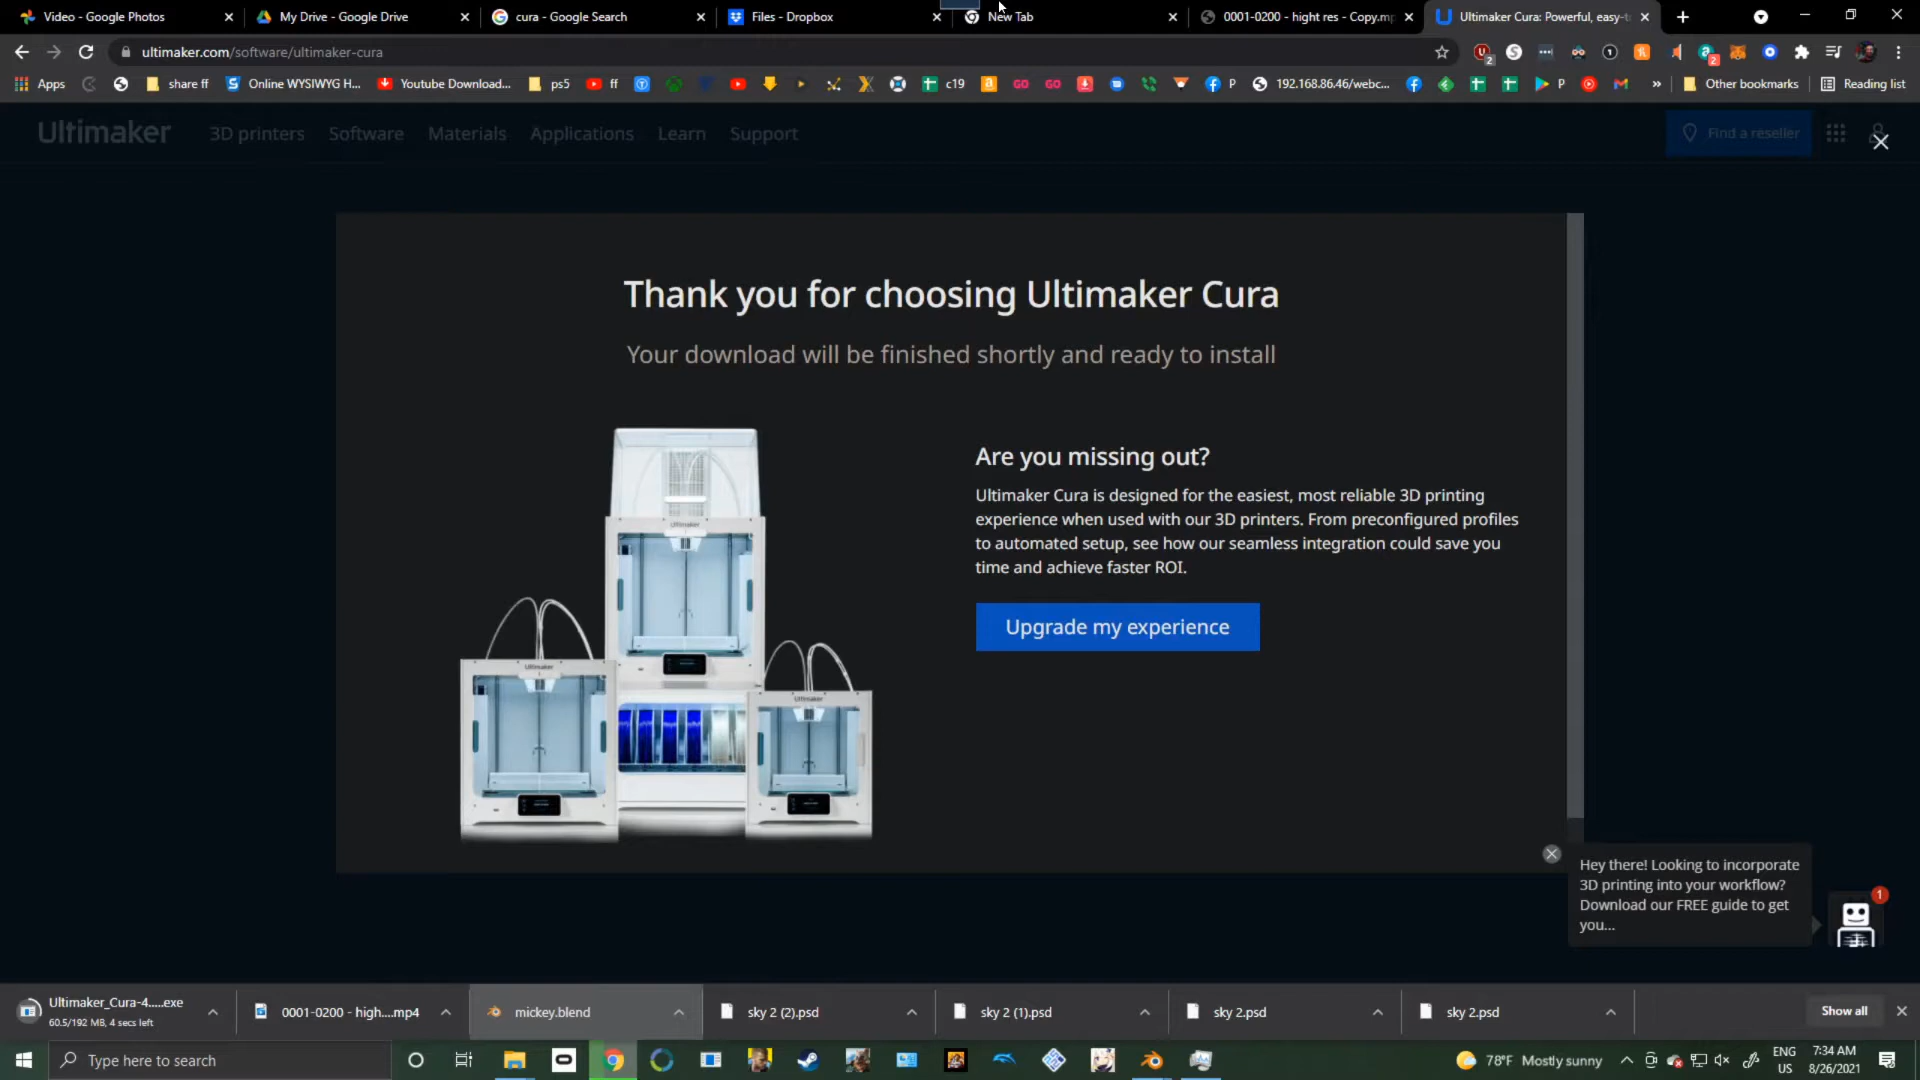 Video - Google Photos
My Drive - Google Drive
cura - Google Search
Files - Dropbox
New Tab
0001-0200 - hight res - Copy.mp
Ultimaker Cura: Powerful, easy-t
ultimaker.com/software/ultimaker-cura
2
2
Apps
share ff
Online WYSIWYG H...
Youtube Download...
ps5
ff
c19
GO
GO
P
192.168.86.46/webc...
P
»
Other bookmarks
Reading list
Ultimaker
3D printers
Software
Materials
Applications
Learn
Support
Find a reseller
Thank you for choosing Ultimaker Cura
Your download will be finished shortly and ready to install
Are you missing out?
Ultimaker Cura is designed for the easiest, most reliable 3D printing
experience when used with our 3D printers. From preconfigured profiles
to automated setup, see how our seamless integration could save you
time and achieve faster ROI.
Upgrade my experience
Ultimaker
Ultimaker
Ultimaker
Hey there! Looking to incorporate
3D printing into your workflow?
Download our FREE guide to get
you...
1
Ultimaker_Cura-4.....exe
60.5/192 MB, 4 secs left
0001-0200 - high....mp4
mickey.blend
sky 2 (2).psd
sky 2 (1).psd
sky 2.psd
sky 2.psd
Show all
Type here to search
78°F Mostly sunny
ENG
US
7:34 AM
8/26/2021